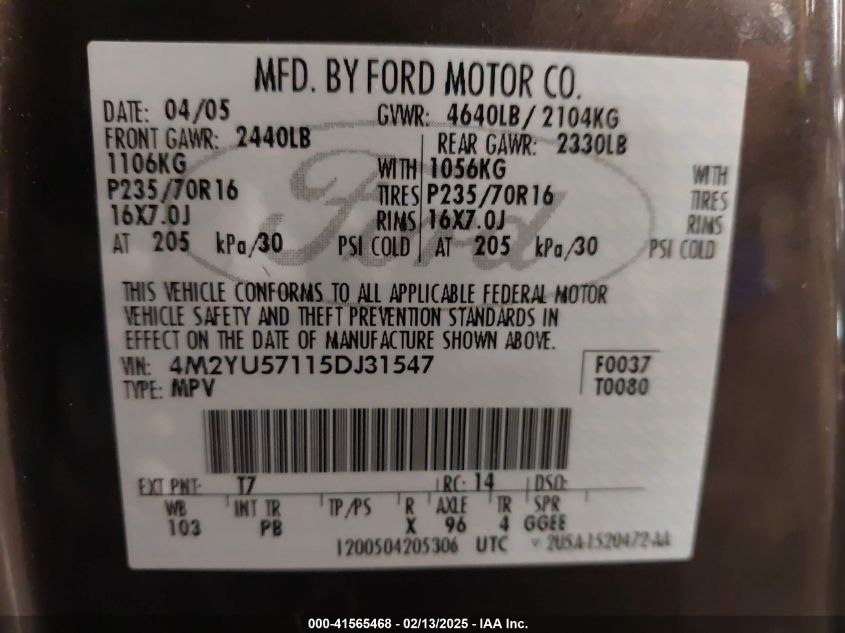 MFD. BY FORD MOTOR CO.
DATE: 04/05 GVWR: 4640LB/ 2104KG
FRONT GAWR: 2440LB REAR GAWR: 2330LB
1106KG WITH 1056KG WITH
P235/70R16 TIRES P235/70R16 TIRES
16X7.0J RIMS 16X7.0J RIMS
AT 205 kPa/30 PSI COLD AT 205 kPa/30 PSI COLD
Ford
THIS VEHICLE CONFORMS TO ALL APPLICABLE FEDERAL MOTOR
VEHICLE SAFETY AND THEFT PREVENTION STANDARDS IN
EFFECT ON THE DATE OF MANUFACTURE SHOWN ABOVE.
VIN: 4M2YU57115DJ31547 F0037
TYPE: MPV T0080
EXT PNT: T7 RC: 14 DSO:
WB INT TR TP/PS R AXLE TR SPR
103 PB X 96 4 GGEE
1200504205306 UTC 2U5A-1520472-AA
000-41565468 - 02/13/2025 - IAA Inc.